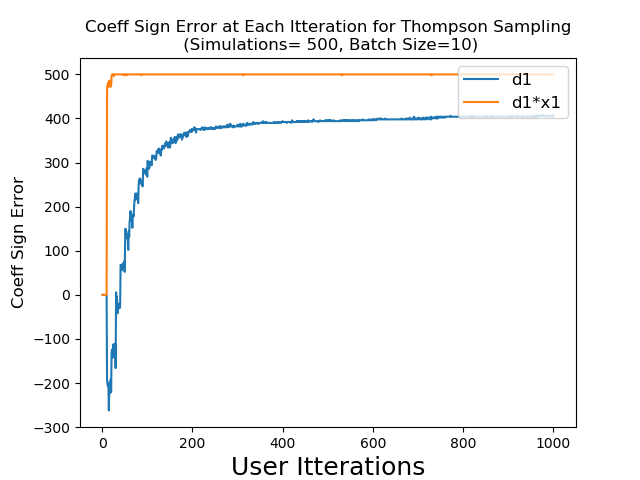 Coeff Sign Error at Each Itteration for Thompson Sampling
(Simulations= 500, Batch Size=10)
d1
d1*x1
Coeff Sign Error
500
400
300
200
100
0
−100
−200
−300
0
200
400
600
800
1000
User Itterations